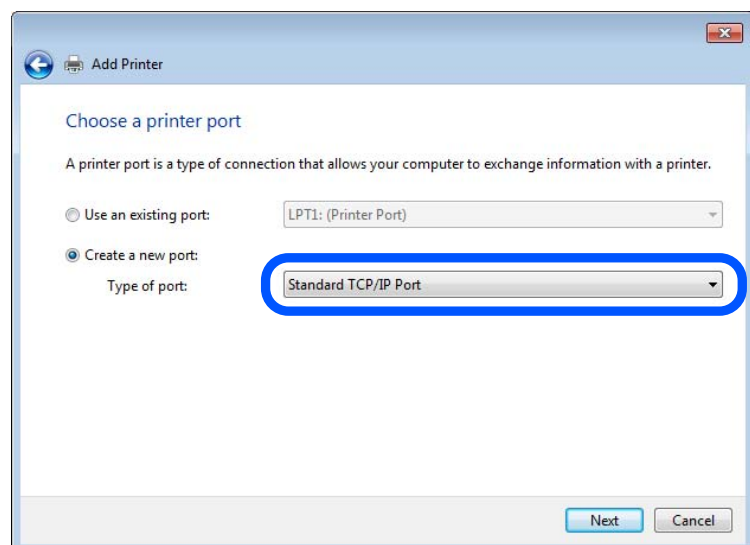 Add Printer
Choose a printer port
A printer port is a type of connection that allows your computer to exchange information with a printer.
Use an existing port: LPT1: (Printer Port)
Create a new port:
Type of port: Standard TCP/IP Port
Next Cancel